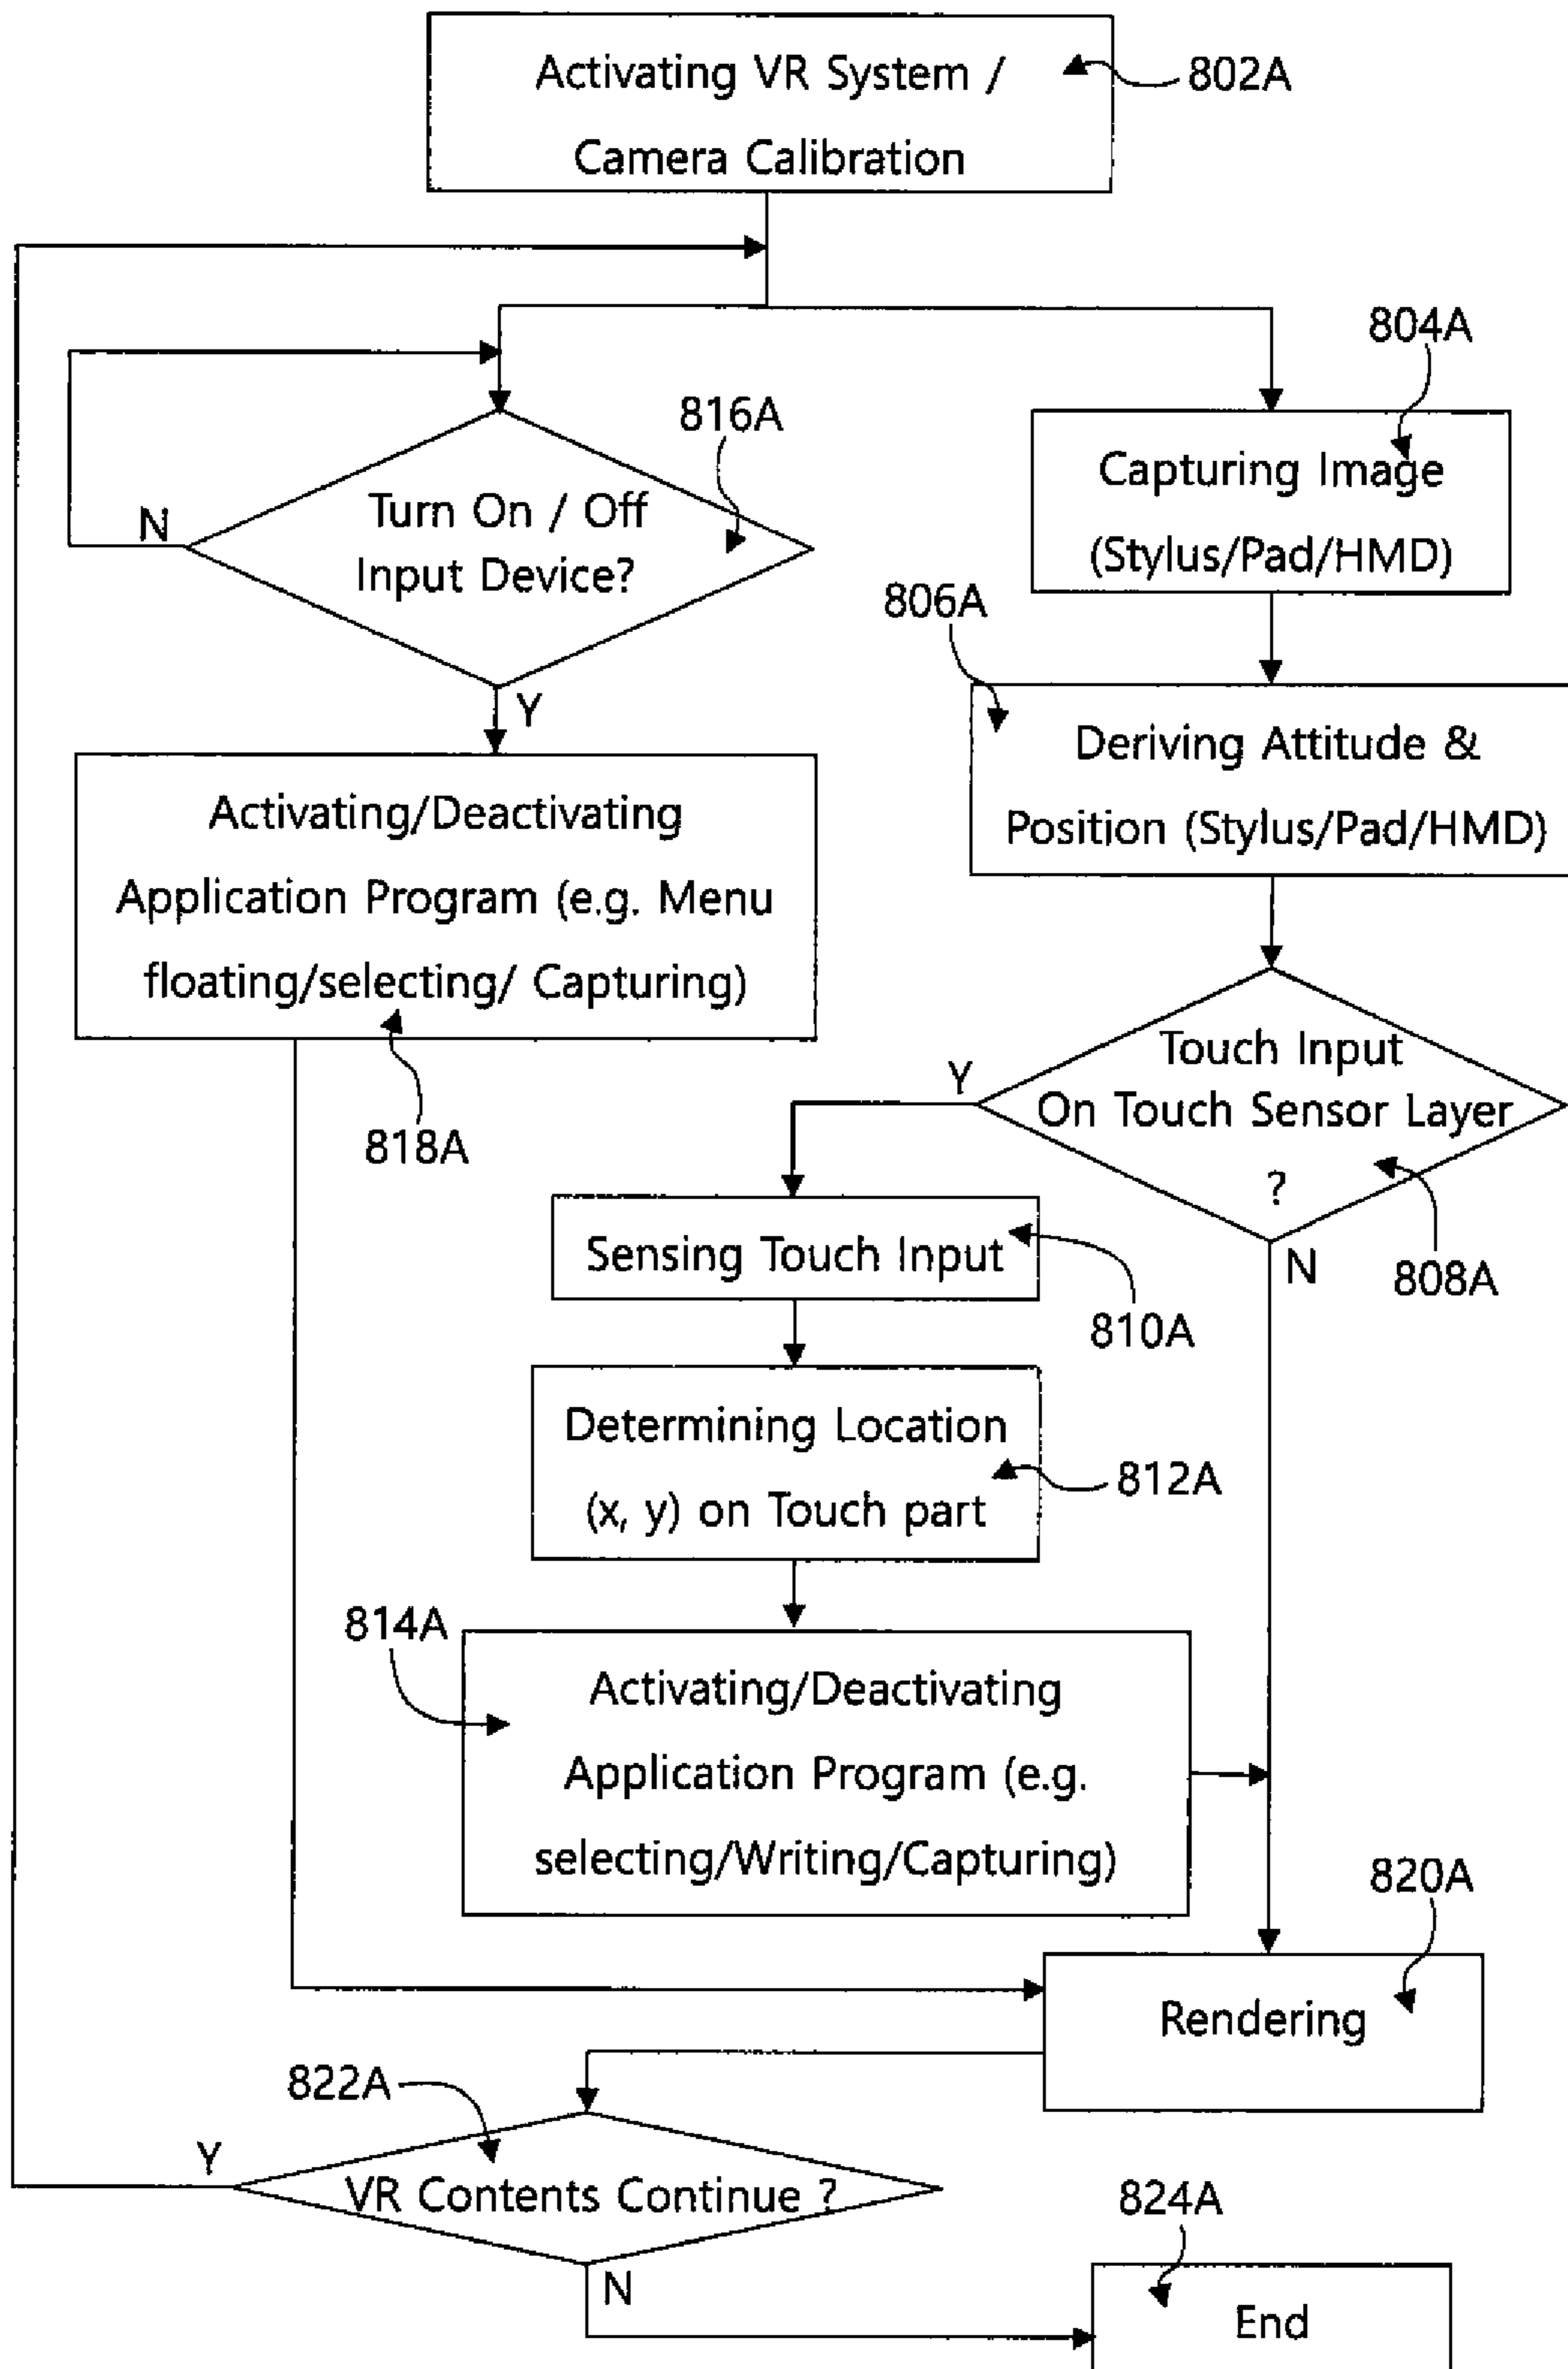 Activating VR System /
Camera Calibration
802A
804A
816A
Turn On / Off
Input Device?
N
Y
Capturing Image
(Stylus/Pad/HMD)
806A
Deriving Attitude &
Position (Stylus/Pad/HMD)
Activating/Deactivating
Application Program (e.g. Menu
floating/selecting/ Capturing)
818A
Touch Input
On Touch Sensor Layer
?
Y
N
808A
Sensing Touch Input
810A
Determining Location
(x, y) on Touch part
812A
814A
Activating/Deactivating
Application Program (e.g.
selecting/Writing/Capturing)
820A
Rendering
822A
Y
VR Contents Continue ?
N
824A
End